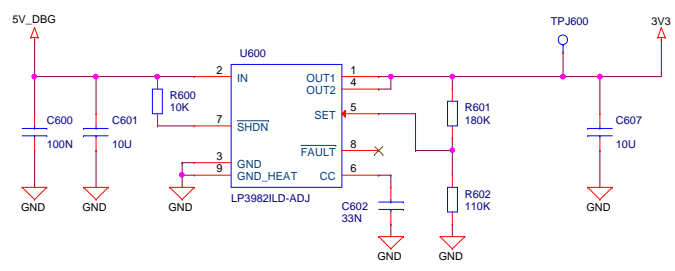 5V_DBG
TPJ600
3V3
U600
2
IN
OUT1
1
OUT2
4
R600
10K
SET
5
R601
180K
C600
100N
C601
10U
7
SHDN
C607
10U
FAULT
8
3
GND
9
GND_HEAT
CC
6
R602
110K
LP3982ILD-ADJ
C602
33N
GND
GND
GND
GND
GND
GND